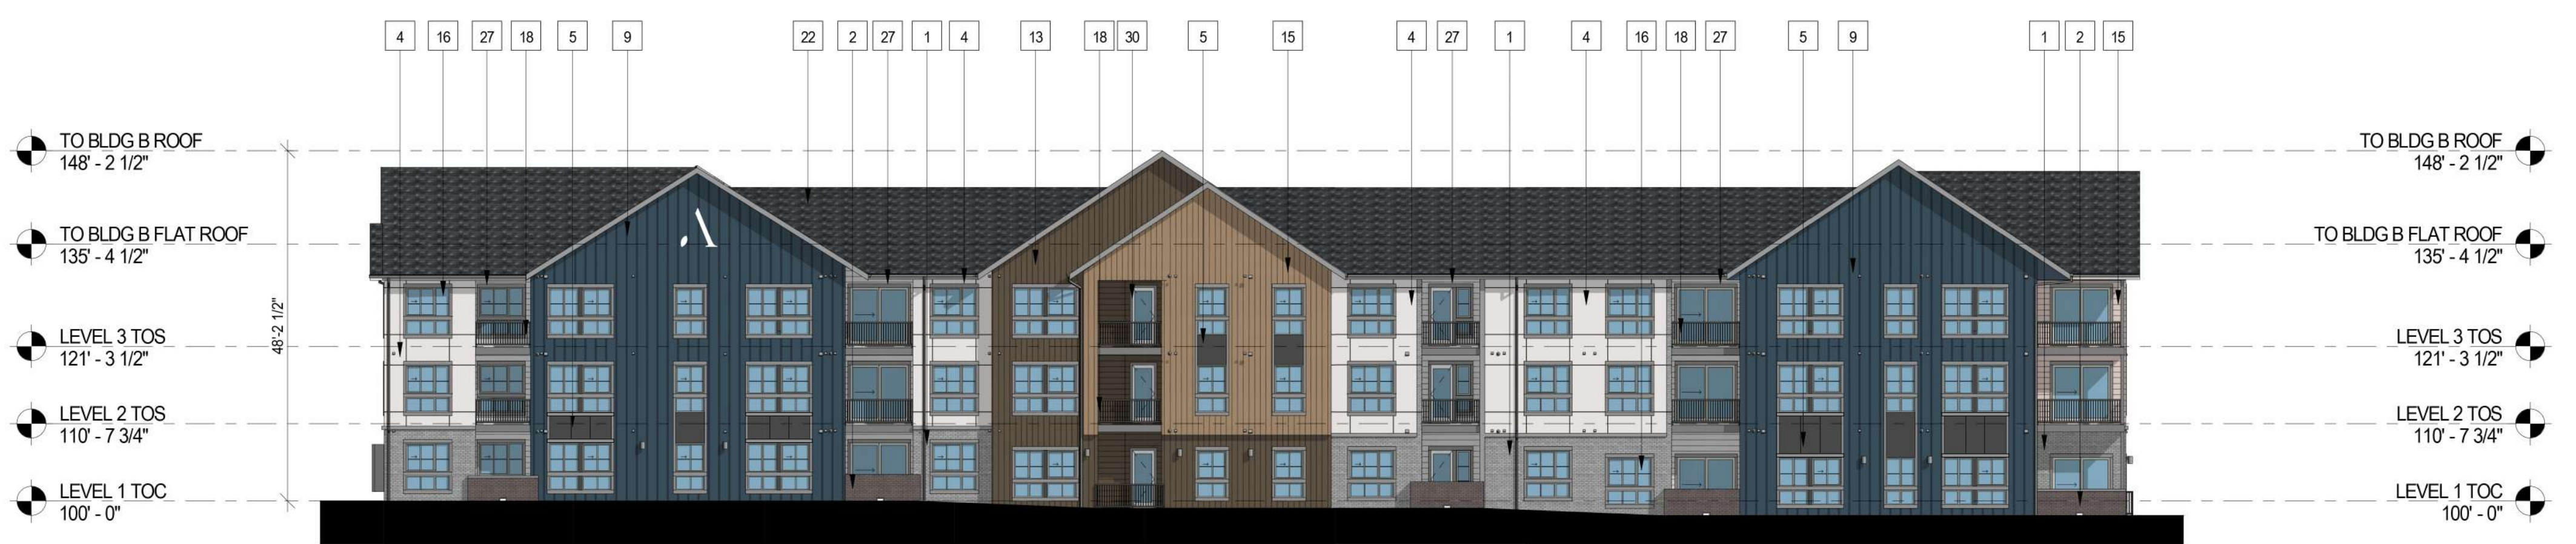 4 16 27 18 5 9 22 2 27 1 4 13 18 30 5 15 4 27 1 4 16 18 27 5 9 1 2 15
TO BLDG B ROOF
148' - 2 1/2"
TO BLDG B FLAT ROOF
135' - 4 1/2"
LEVEL 3 TOS
121' - 3 1/2"
LEVEL 2 TOS
110' - 7 3/4"
LEVEL 1 TOC
100' - 0"
48'-2 1/2"
A
TO BLDG B ROOF
148' - 2 1/2"
TO BLDG B FLAT ROOF
135' - 4 1/2"
LEVEL 3 TOS
121' - 3 1/2"
LEVEL 2 TOS
110' - 7 3/4"
LEVEL 1 TOC
100' - 0"